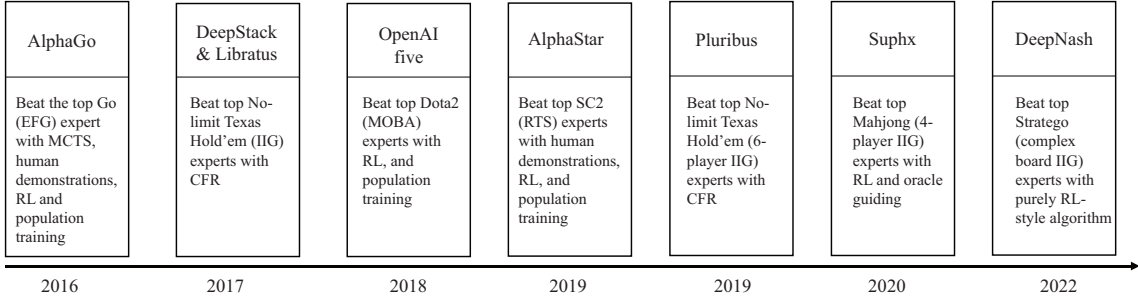 AlphaGo
Beat the top Go
(EFG) expert
with MCTS,
human
demonstrations,
RL and
population
training
2016
DeepStack
& Libratus
Beat top No-
limit Texas
Hold’em (IIG)
experts with
CFR
2017
OpenAI
five
Beat top Dota2
(MOBA)
experts with
RL, and
population
training
2018
AlphaStar
Beat top SC2
(RTS) experts
with human
demonstrations,
RL, and
population
training
2019
Pluribus
Beat top No-
limit Texas
Hold’em (6-
player IIG)
experts with
CFR
2019
Suphx
Beat top
Mahjong (4-
player IIG)
experts with
RL and oracle
guiding
2020
DeepNash
Beat top
Stratego
(complex
board IIG)
experts with
purely RL-
style algorithm
2022